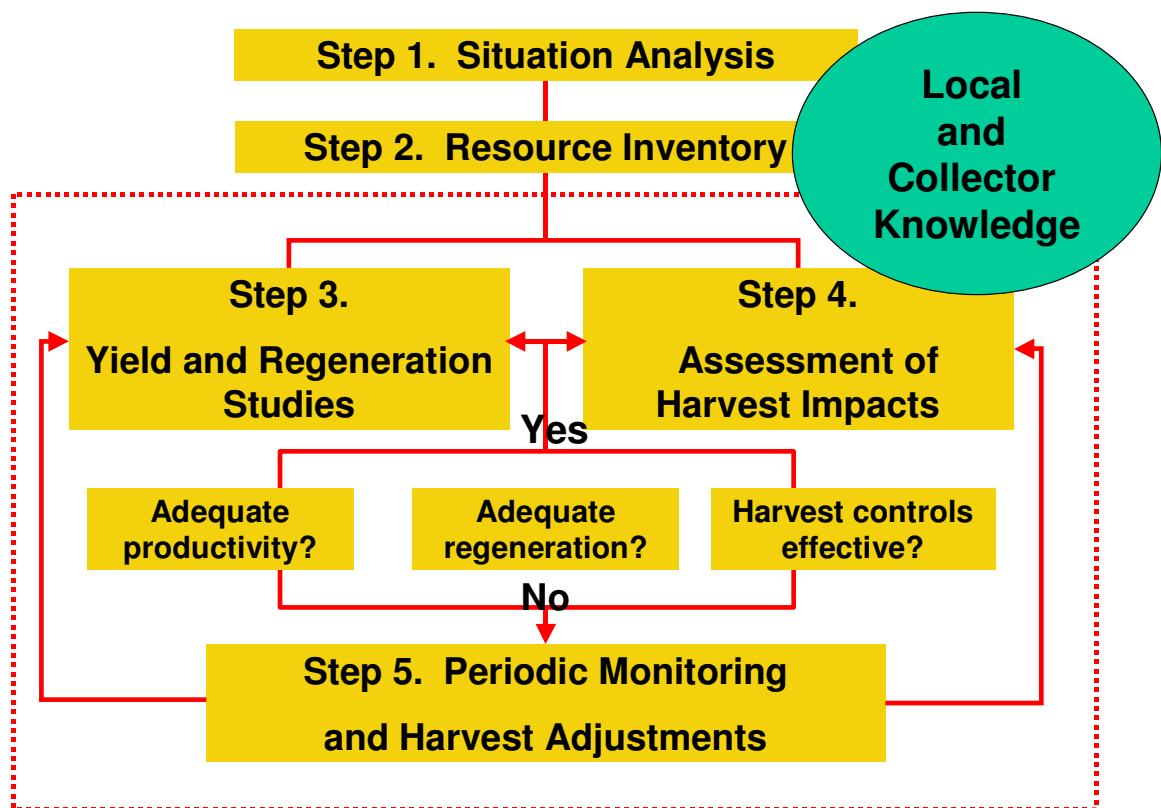 Step 1.  Situation Analysis
Step 2.  Resource Inventory
Local
and
Collector
Knowledge
Step 3.
Yield and Regeneration
Studies
Step 4.
Assessment of
Harvest Impacts
Yes
Adequate
productivity?
Adequate
regeneration?
Harvest controls
effective?
No
Step 5.  Periodic Monitoring
and Harvest Adjustments